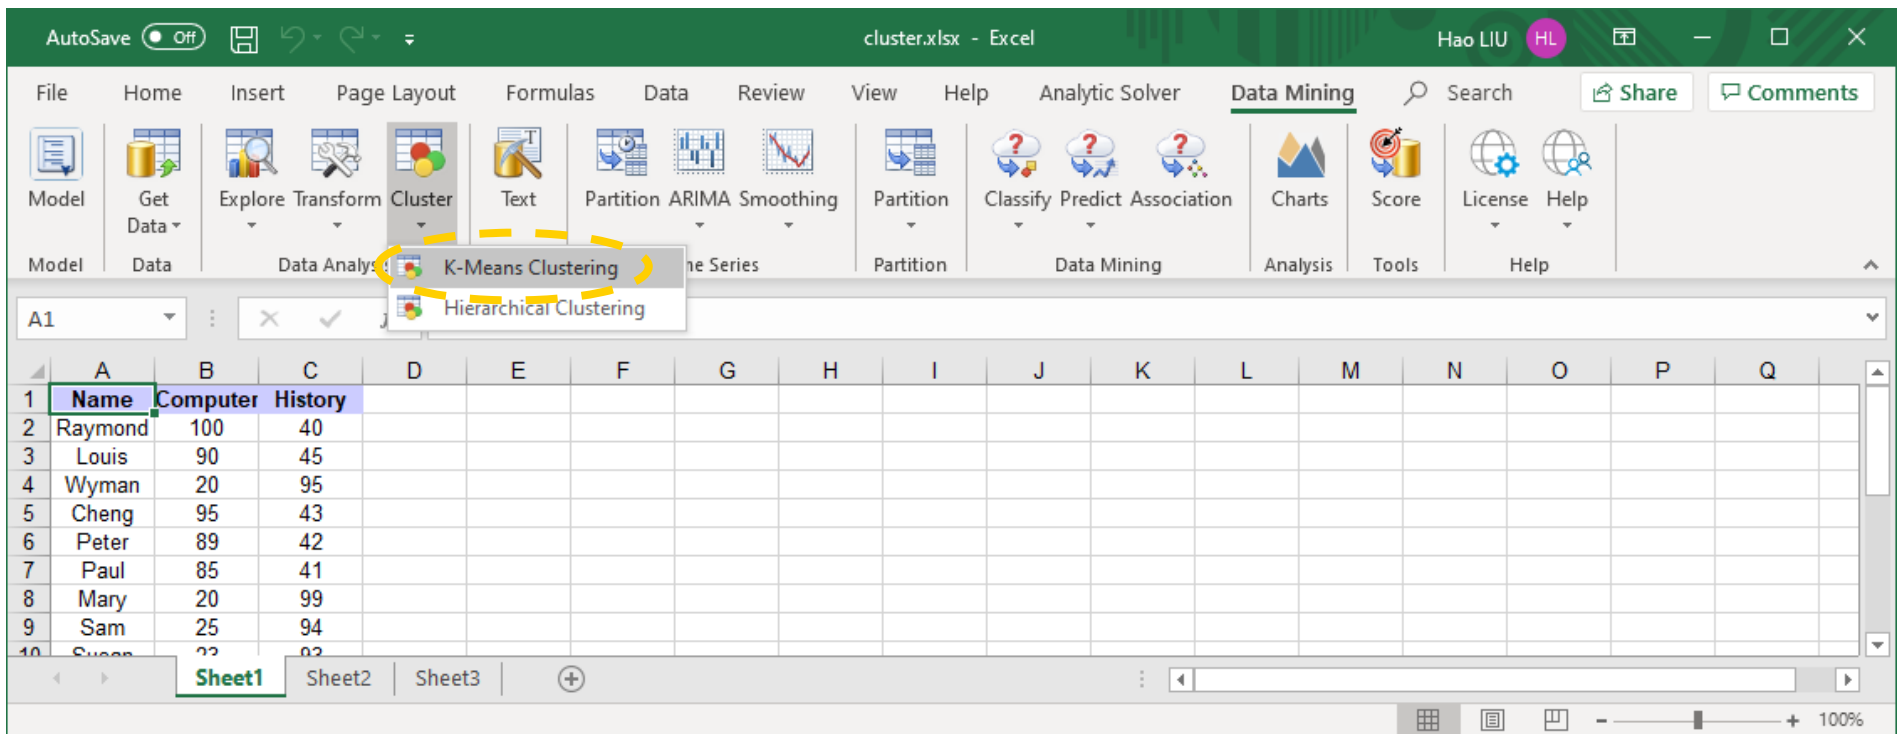 AutoSave Off cluster.xlsx - Excel Hao LIU HL
File Home Insert Page Layout Formulas Data Review View Help Analytic Solver Data Mining Search Share Comments
Model Get Data Explore Transform Cluster Text Partition ARIMA Smoothing Partition Classify Predict Association Charts Score License Help
Model Data Data Analys me Series Partition Data Mining Analysis Tools Help
K-Means Clustering
Hierarchical Clustering
A1
A B C D E F G H I J K L M N O P Q
1 Name Computer History
2 Raymond 100 40
3 Louis 90 45
4 Wyman 20 95
5 Cheng 95 43
6 Peter 89 42
7 Paul 85 41
8 Mary 20 99
9 Sam 25 94
10 Susan 23 93
Sheet1 Sheet2 Sheet3
100%